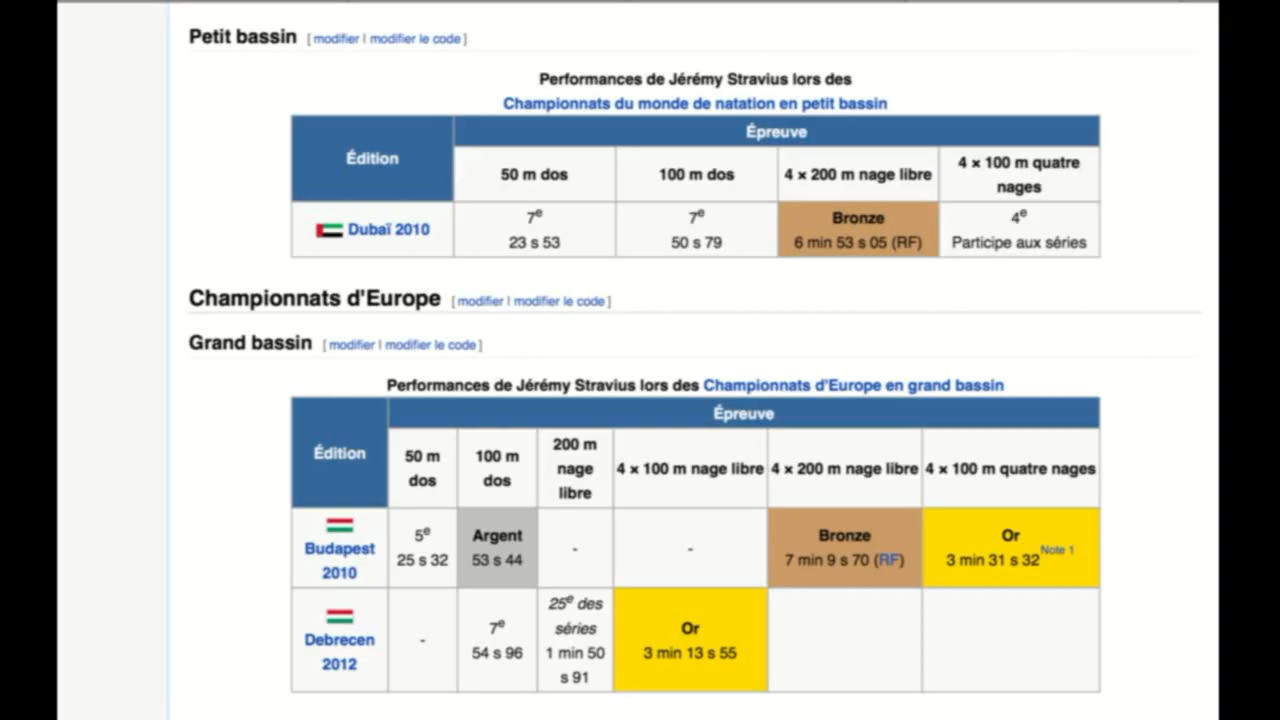 Petit bassin [ modifier | modifier le code ]
Performances de Jérémy Stravius lors des
Championnats du monde de natation en petit bassin
Édition
Épreuve
50 m dos
100 m dos
4 × 200 m nage libre
4 × 100 m quatre
nages
Dubaï 2010
7e
23 s 53
7e
50 s 79
Bronze
6 min 53 s 05 (RF)
4e
Participe aux séries
Championnats d'Europe [ modifier | modifier le code ]
Grand bassin [ modifier | modifier le code ]
Performances de Jérémy Stravius lors des Championnats d'Europe en grand bassin
Édition
Épreuve
50 m
dos
100 m
dos
200 m
nage
libre
4 × 100 m nage libre
4 × 200 m nage libre
4 × 100 m quatre nages
Budapest
2010
5e
25 s 32
Argent
53 s 44
-
-
Bronze
7 min 9 s 70 (RF)
Or
3 min 31 s 32 Note 1
Debrecen
2012
-
7e
54 s 96
25e des
séries
1 min 50
s 91
Or
3 min 13 s 55